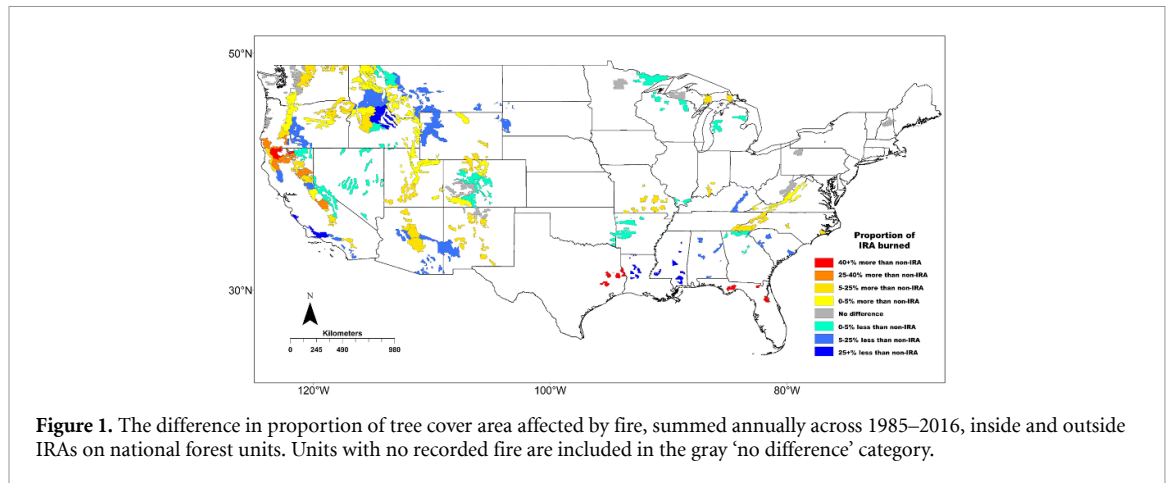 50°N
30°N
N
Kilometers
0 245 490 980
120°W 100°W 80°W
Proportion of
IRA burned
40+% more than non-IRA
25-40% more than non-IRA
5-25% more than non-IRA
0-5% more than non-IRA
No difference
0-5% less than non-IRA
5-25% less than non-IRA
25+% less than non-IRA
Figure 1. The difference in proportion of tree cover area affected by fire, summed annually across 1985–2016, inside and outside
IRAs on national forest units. Units with no recorded fire are included in the gray ‘no difference’ category.